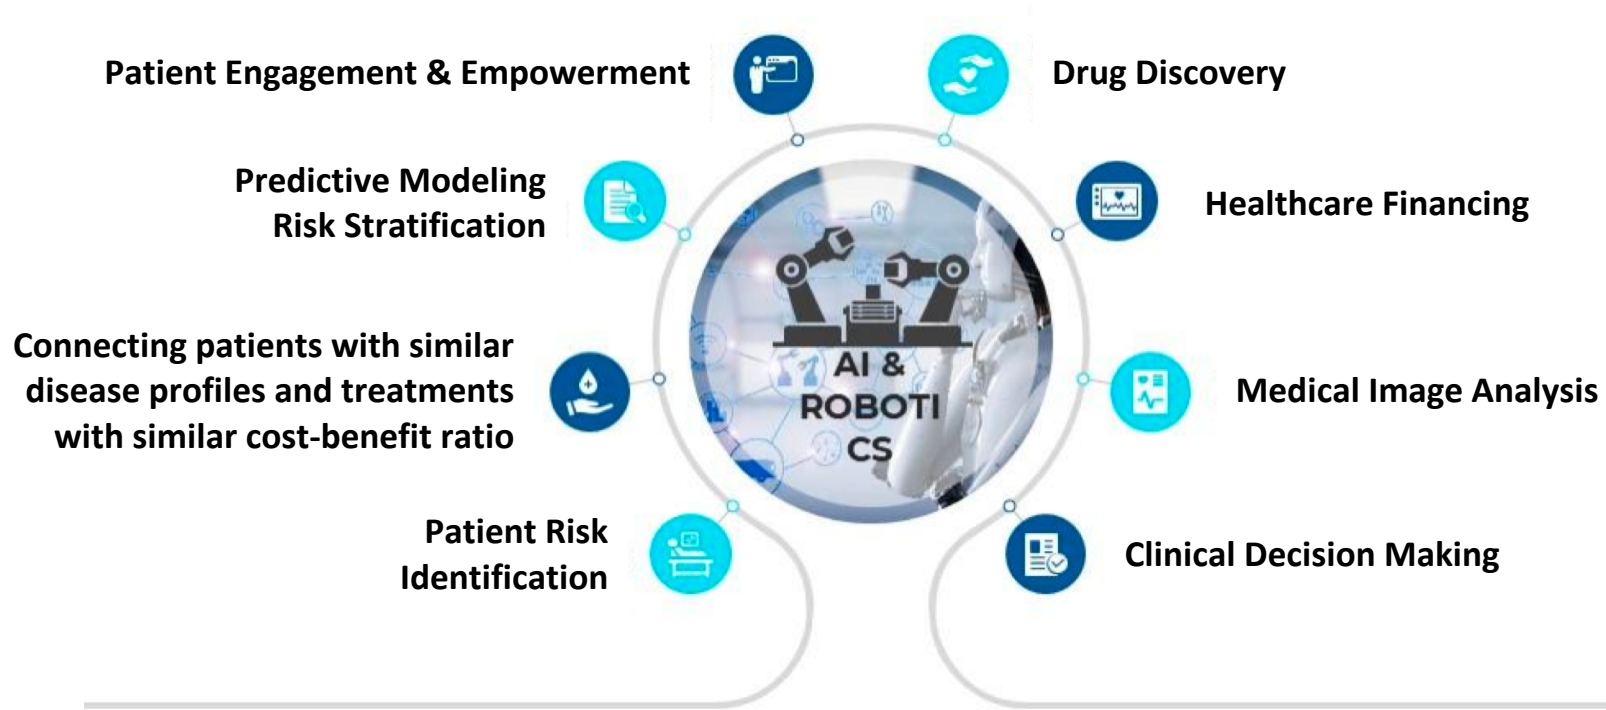 Patient Engagement & Empowerment
Drug Discovery
Predictive Modeling
Risk Stratification
Healthcare Financing
Connecting patients with similar
disease profiles and treatments
with similar cost-benefit ratio
AI &
ROBOTI
CS
Medical Image Analysis
Patient Risk
Identification
Clinical Decision Making